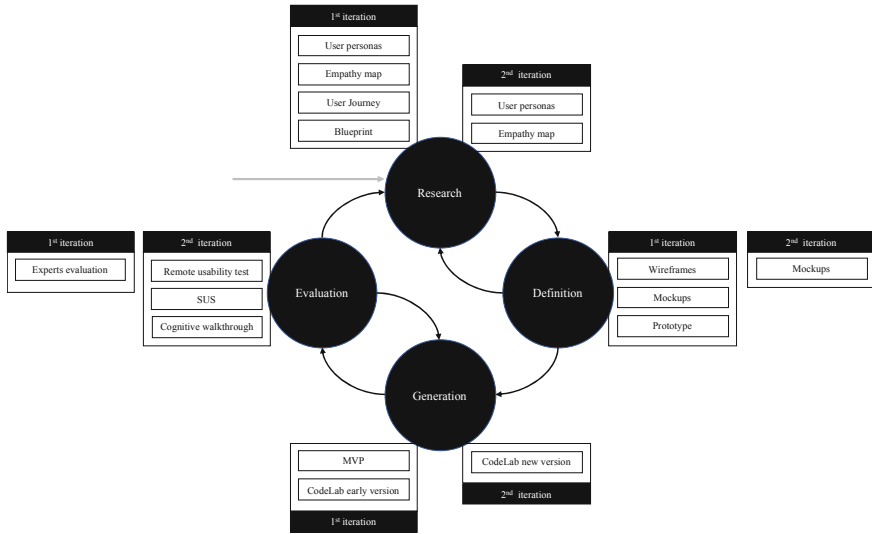 1st iteration
User personas
Empathy map
User Journey
Blueprint
2nd iteration
User personas
Empathy map
Research
1st iteration
Experts evaluation
2nd iteration
Remote usability test
SUS
Cognitive walkthrough
Evaluation
Definition
1st iteration
Wireframes
Mockups
Prototype
2nd iteration
Mockups
Generation
MVP
CodeLab early version
1st iteration
CodeLab new version
2nd iteration